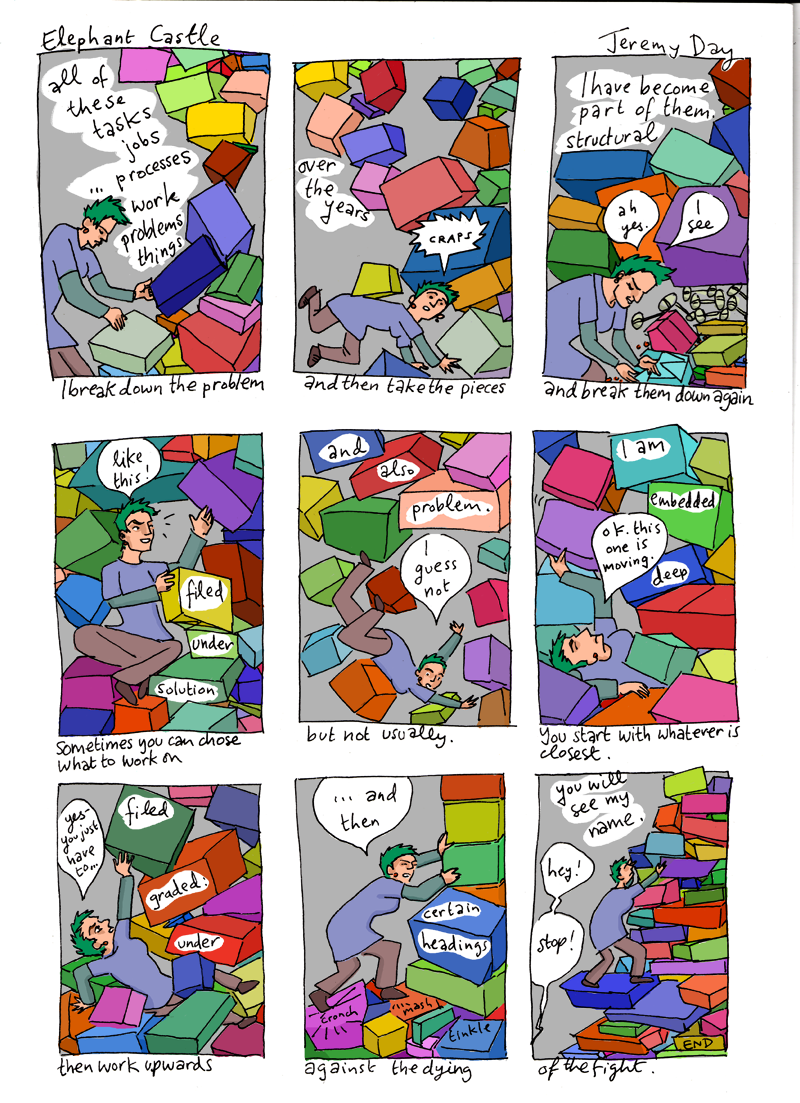 Elephant Castle
Jeremy Day
all of
these
tasks
jobs
... processes
work
problems
things
I break down the problem
over
the
years
CRAPS
and then take the pieces
I have become
part of them.
structural
ah
yes.
I
see
and break them down again
like
this!
filed
under
solution
Sometimes you can chose
what to work on
and
also
problem.
I
guess
not
but not usually.
I am
embedded
ok. this
one is
moving.
deep
You start with whatever is
closest.
yes-
you just
have
to...
filed
graded.
under
then work upwards
... and
then
certain
headings
cronch
mash
tinkle
against the dying
you will
see my
name.
hey!
stop!
END
of the fight.